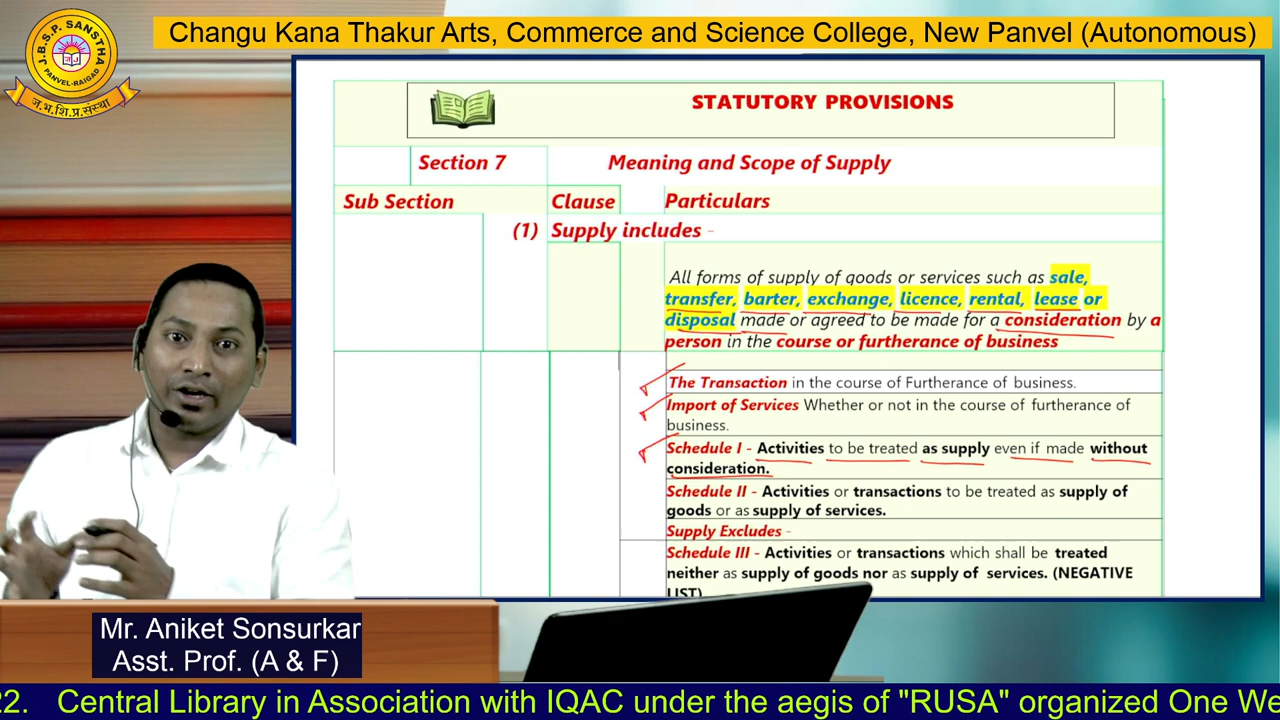 Changu Kana Thakur Arts, Commerce and Science College, New Panvel (Autonomous)
J.B.S.P. SANSTHA
PANVEL-RAIGAD
ज.भ.शि.प्र.संस्था
STATUTORY PROVISIONS
Section 7 Meaning and Scope of Supply
Sub Section Clause Particulars
(1) Supply includes -
All forms of supply of goods or services such as sale,
transfer, barter, exchange, licence, rental, lease or
disposal made or agreed to be made for a consideration by a
person in the course or furtherance of business
The Transaction in the course of Furtherance of business.
Import of Services Whether or not in the course of furtherance of
business.
Schedule I - Activities to be treated as supply even if made without
consideration.
Schedule II - Activities or transactions to be treated as supply of
goods or as supply of services.
Supply Excludes -
Schedule III - Activities or transactions which shall be treated
neither as supply of goods nor as supply of services. (NEGATIVE
LIST)
Mr. Aniket Sonsurkar
Asst. Prof. (A & F)
22. Central Library in Association with IQAC under the aegis of "RUSA" organized One We